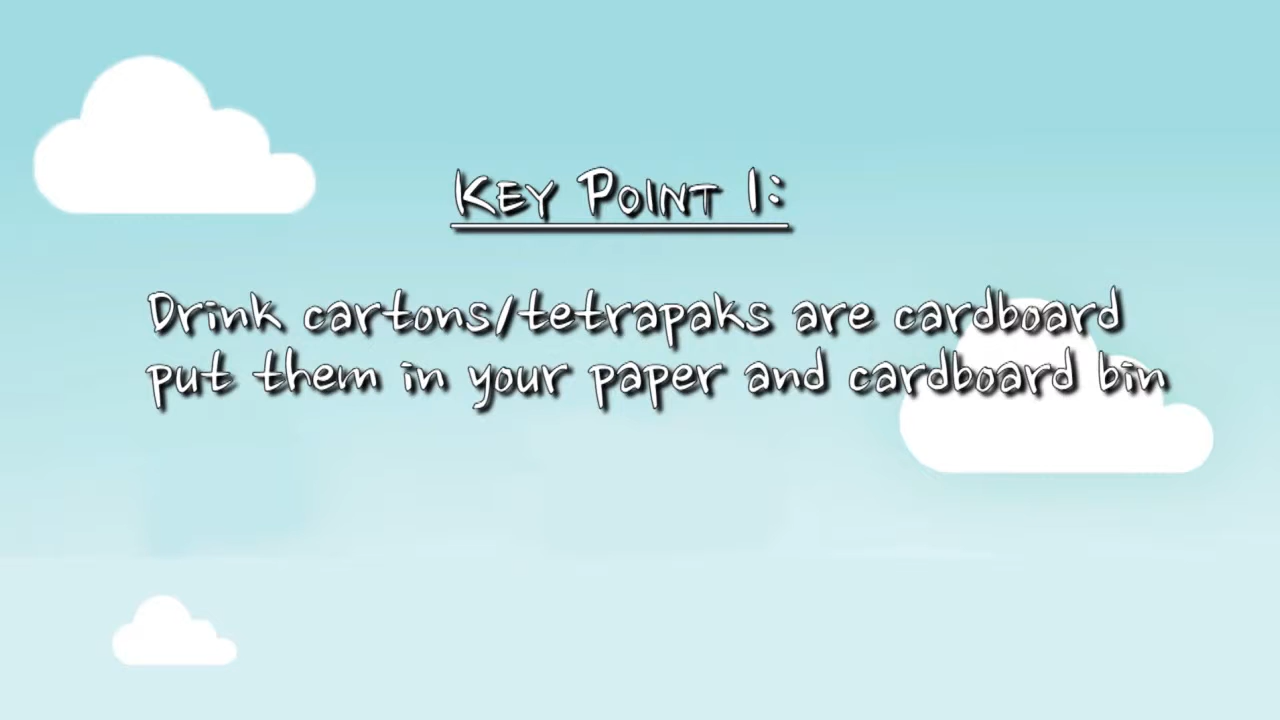 Key Point 1:
Drink cartons/tetrapaks are cardboard
put them in your paper and cardboard bin